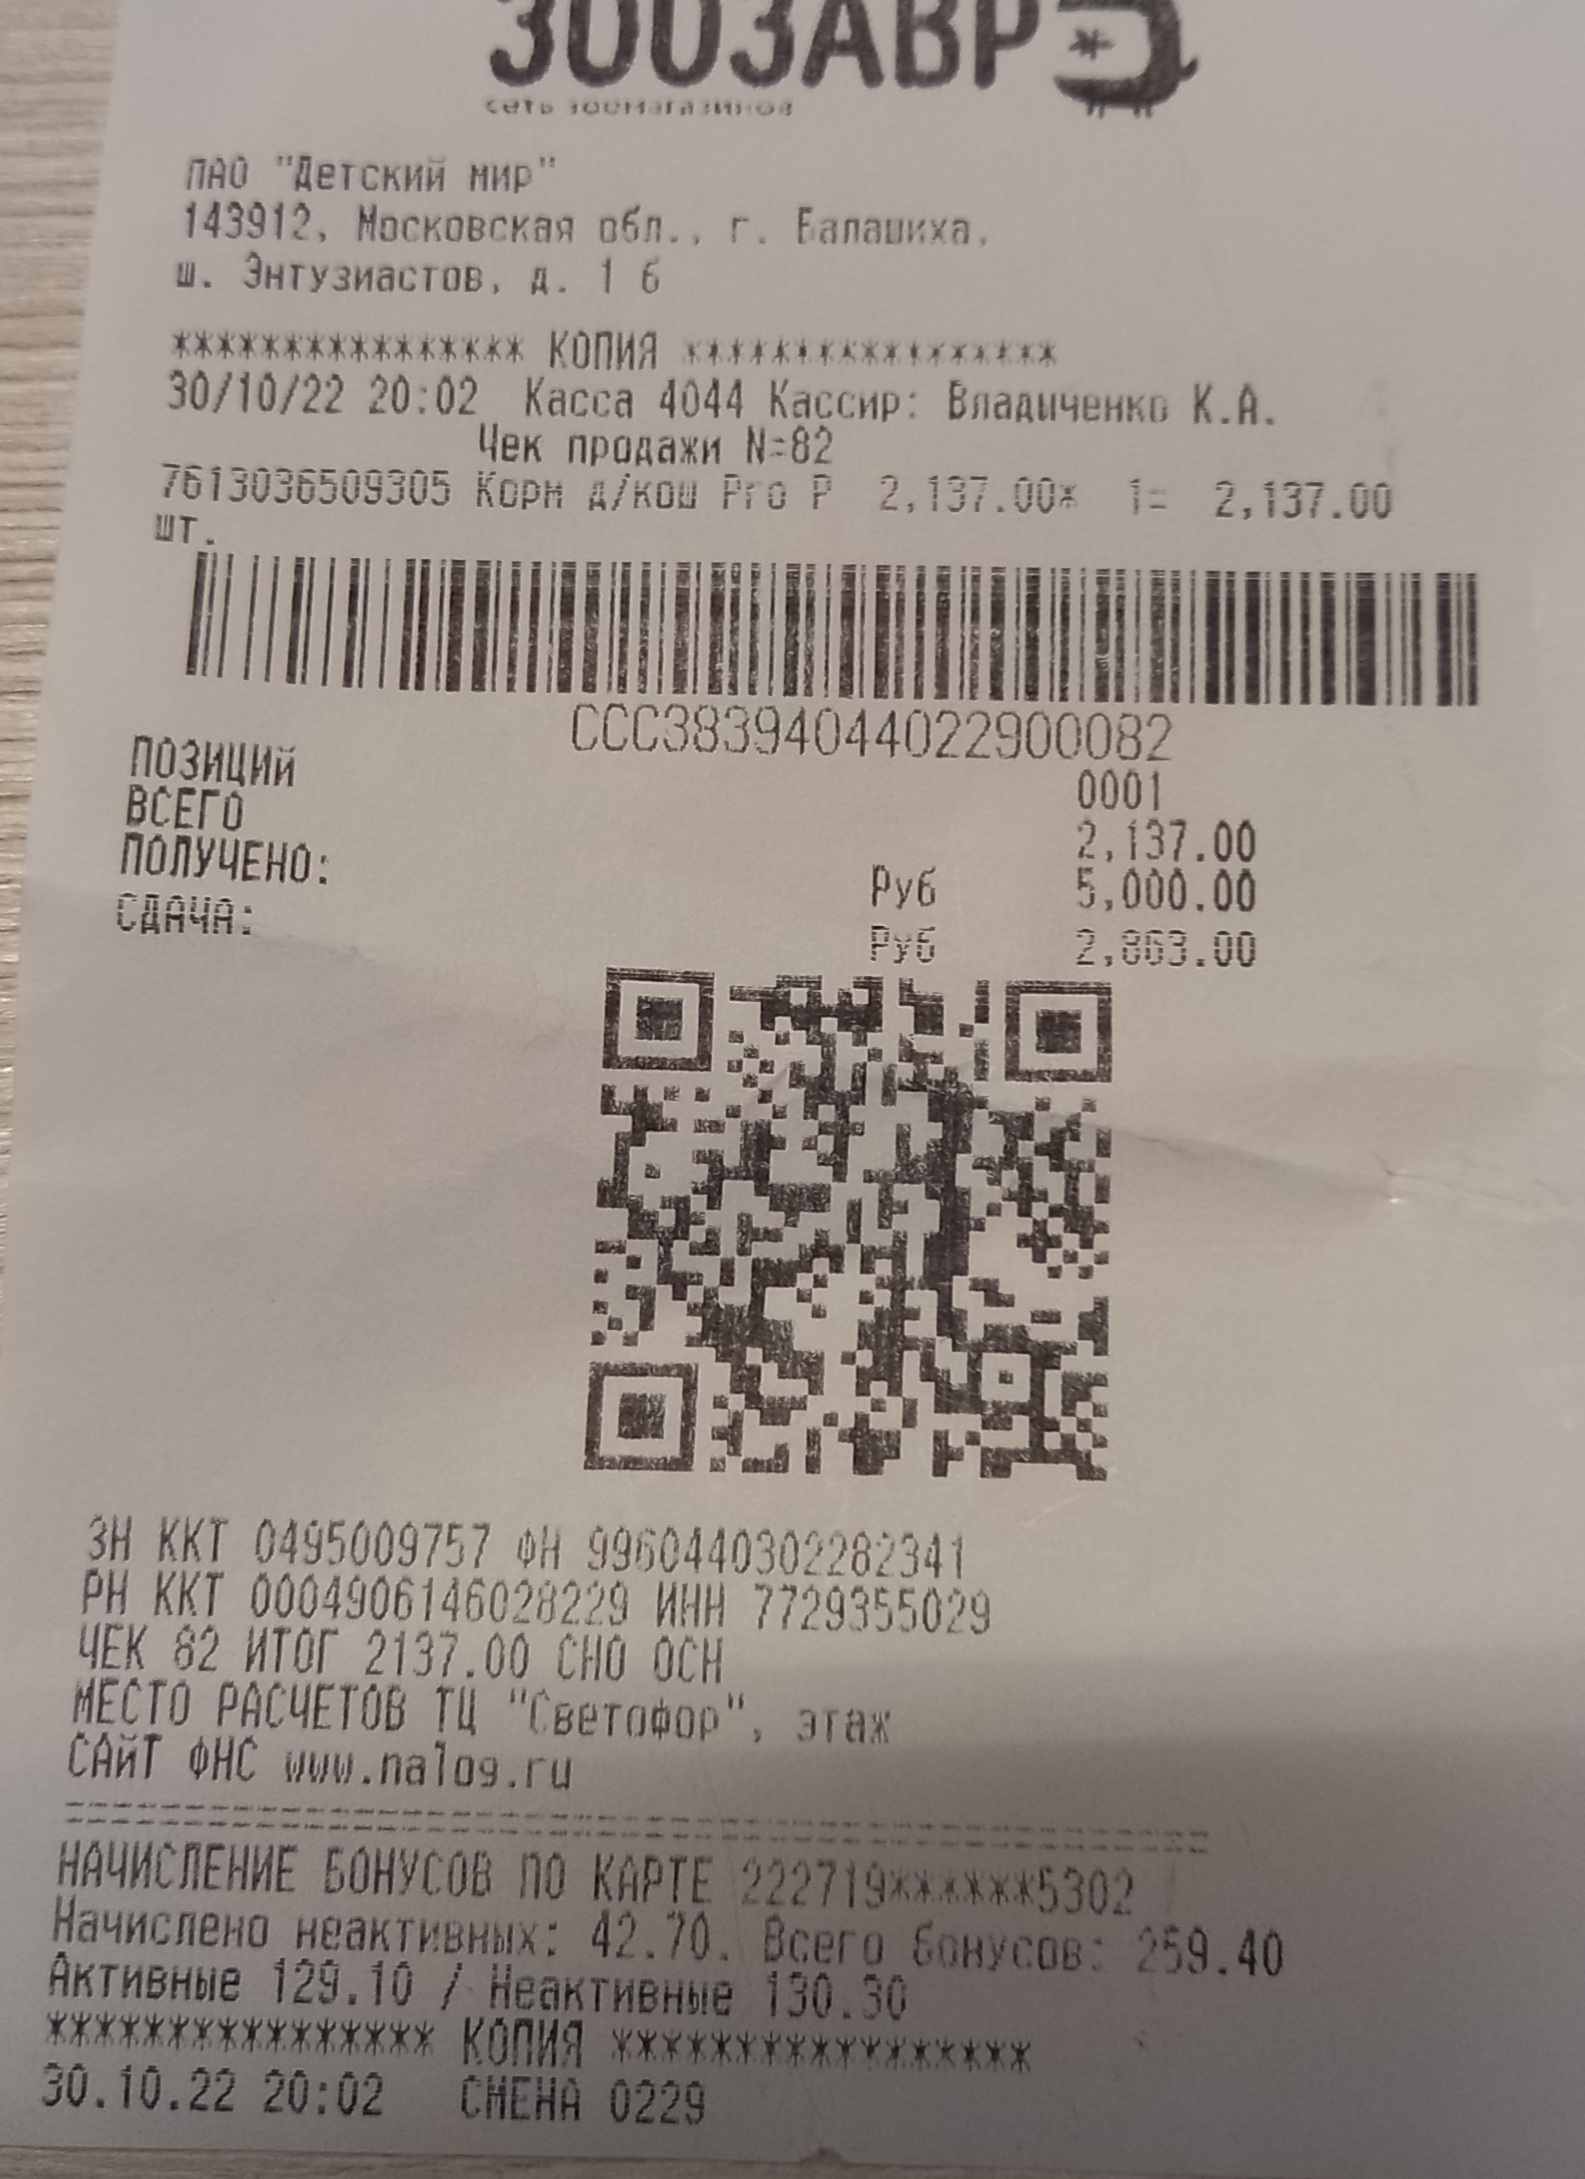 ЗООЗАВР
сеть зоомагазинов
ПАО "Детский мир"
143912, Московская обл., г. Балашиха,
ш. Энтузиастов, д. 1 б
**************** КОПИЯ *****************
30/10/22 20:02 Касса 4044 Кассир: Владыченко К.А.
Чек продажи N=82
7613036509305 Корм д/кош Pro P 2,137.00* 1= 2,137.00
шт.
CCC38394044022900082
ПОЗИЦИЙ 0001
ВСЕГО 2,137.00
ПОЛУЧЕНО: Руб 5,000.00
СДАЧА: Руб 2,863.00
ЗН ККТ 0495009757 ФН 9960440302282341
РН ККТ 0004906146028229 ИНН 7729355029
ЧЕК 82 ИТОГ 2137.00 СНО ОСН
МЕСТО РАСЧЕТОВ ТЦ "Светофор", этаж
САЙТ ФНС www.nalog.ru
НАЧИСЛЕНИЕ БОНУСОВ ПО КАРТЕ 222719******5302
Начислено неактивных: 42.70. Всего бонусов: 259.40
Активные 129.10 / Неактивные 130.30
**************** КОПИЯ *****************
30.10.22 20:02 СМЕНА 0229